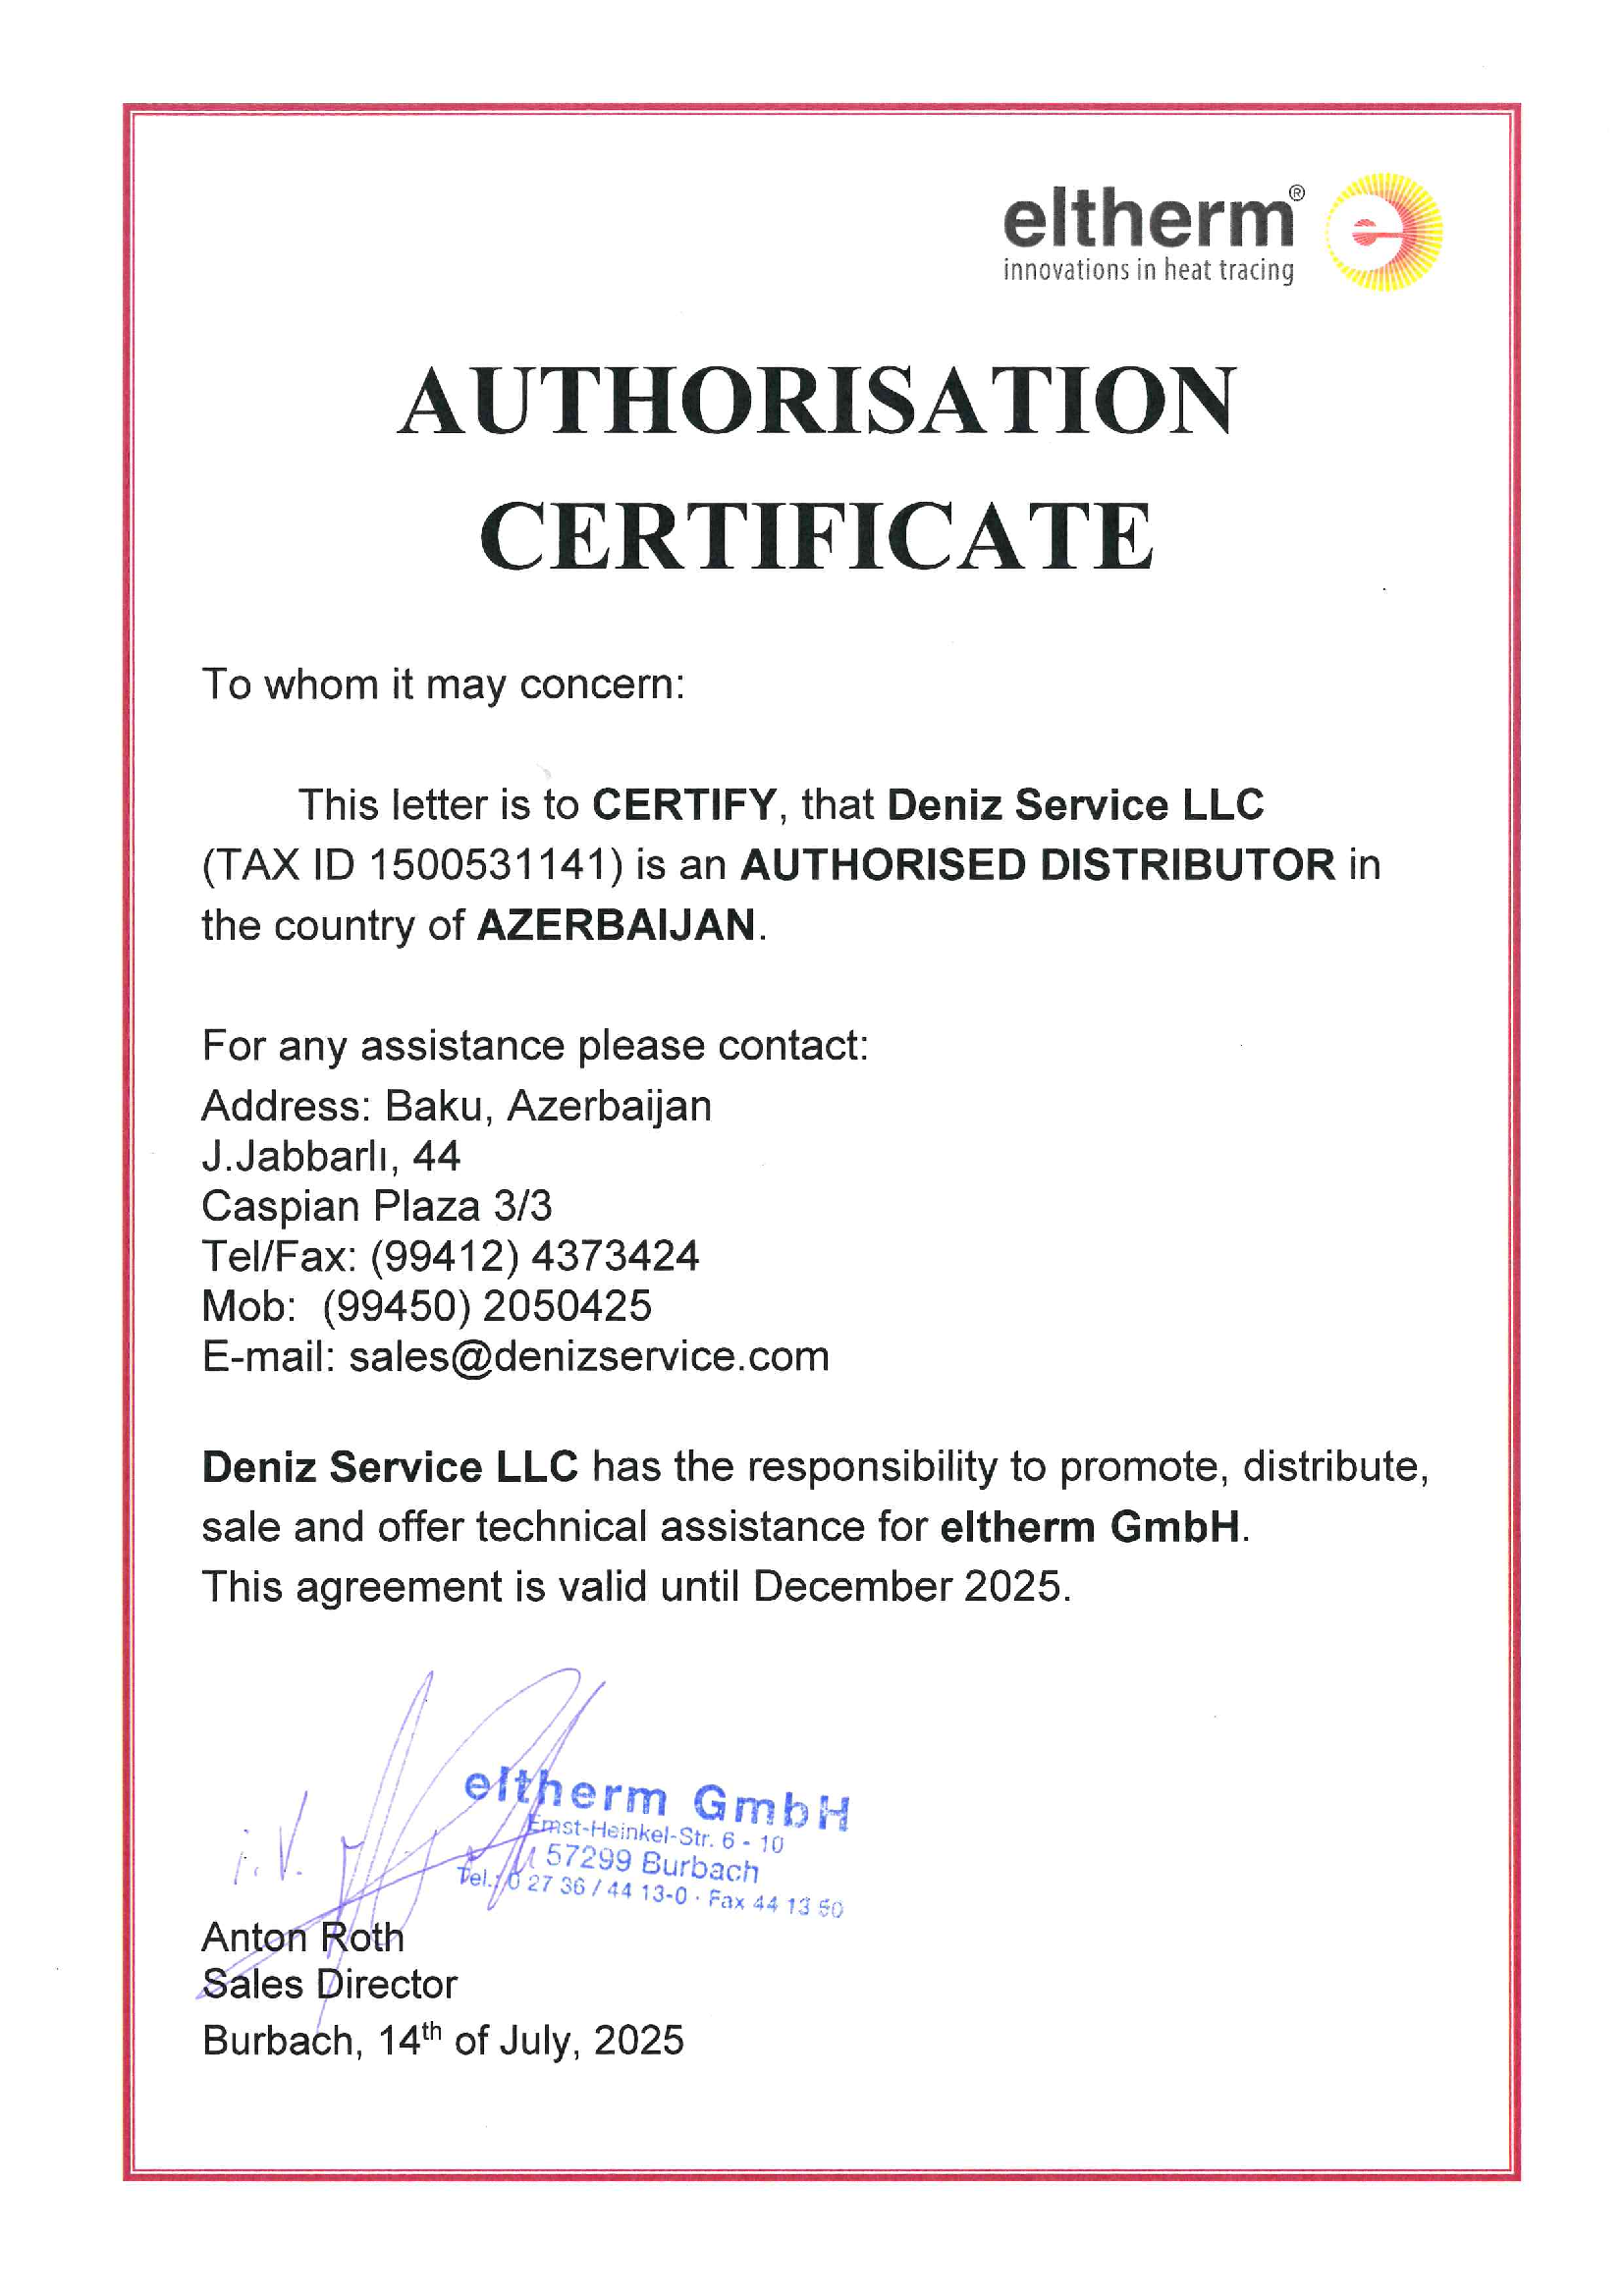 eltherm®
innovations in heat tracing
AUTHORISATION
CERTIFICATE
To whom it may concern:
This letter is to CERTIFY, that Deniz Service LLC
(TAX ID 1500531141) is an AUTHORISED DISTRIBUTOR in
the country of AZERBAIJAN.
For any assistance please contact:
Address: Baku, Azerbaijan
J.Jabbarlı, 44
Caspian Plaza 3/3
Tel/Fax: (99412) 4373424
Mob: (99450) 2050425
E-mail: sales@denizservice.com
Deniz Service LLC has the responsibility to promote, distribute,
sale and offer technical assistance for eltherm GmbH.
This agreement is valid until December 2025.
i.V.
eltherm GmbH
Ernst-Heinkel-Str. 6 - 10
57299 Burbach
Tel.: 0 27 36 / 44 13-0 · Fax 44 13 50
Anton Roth
Sales Director
Burbach, 14th of July, 2025